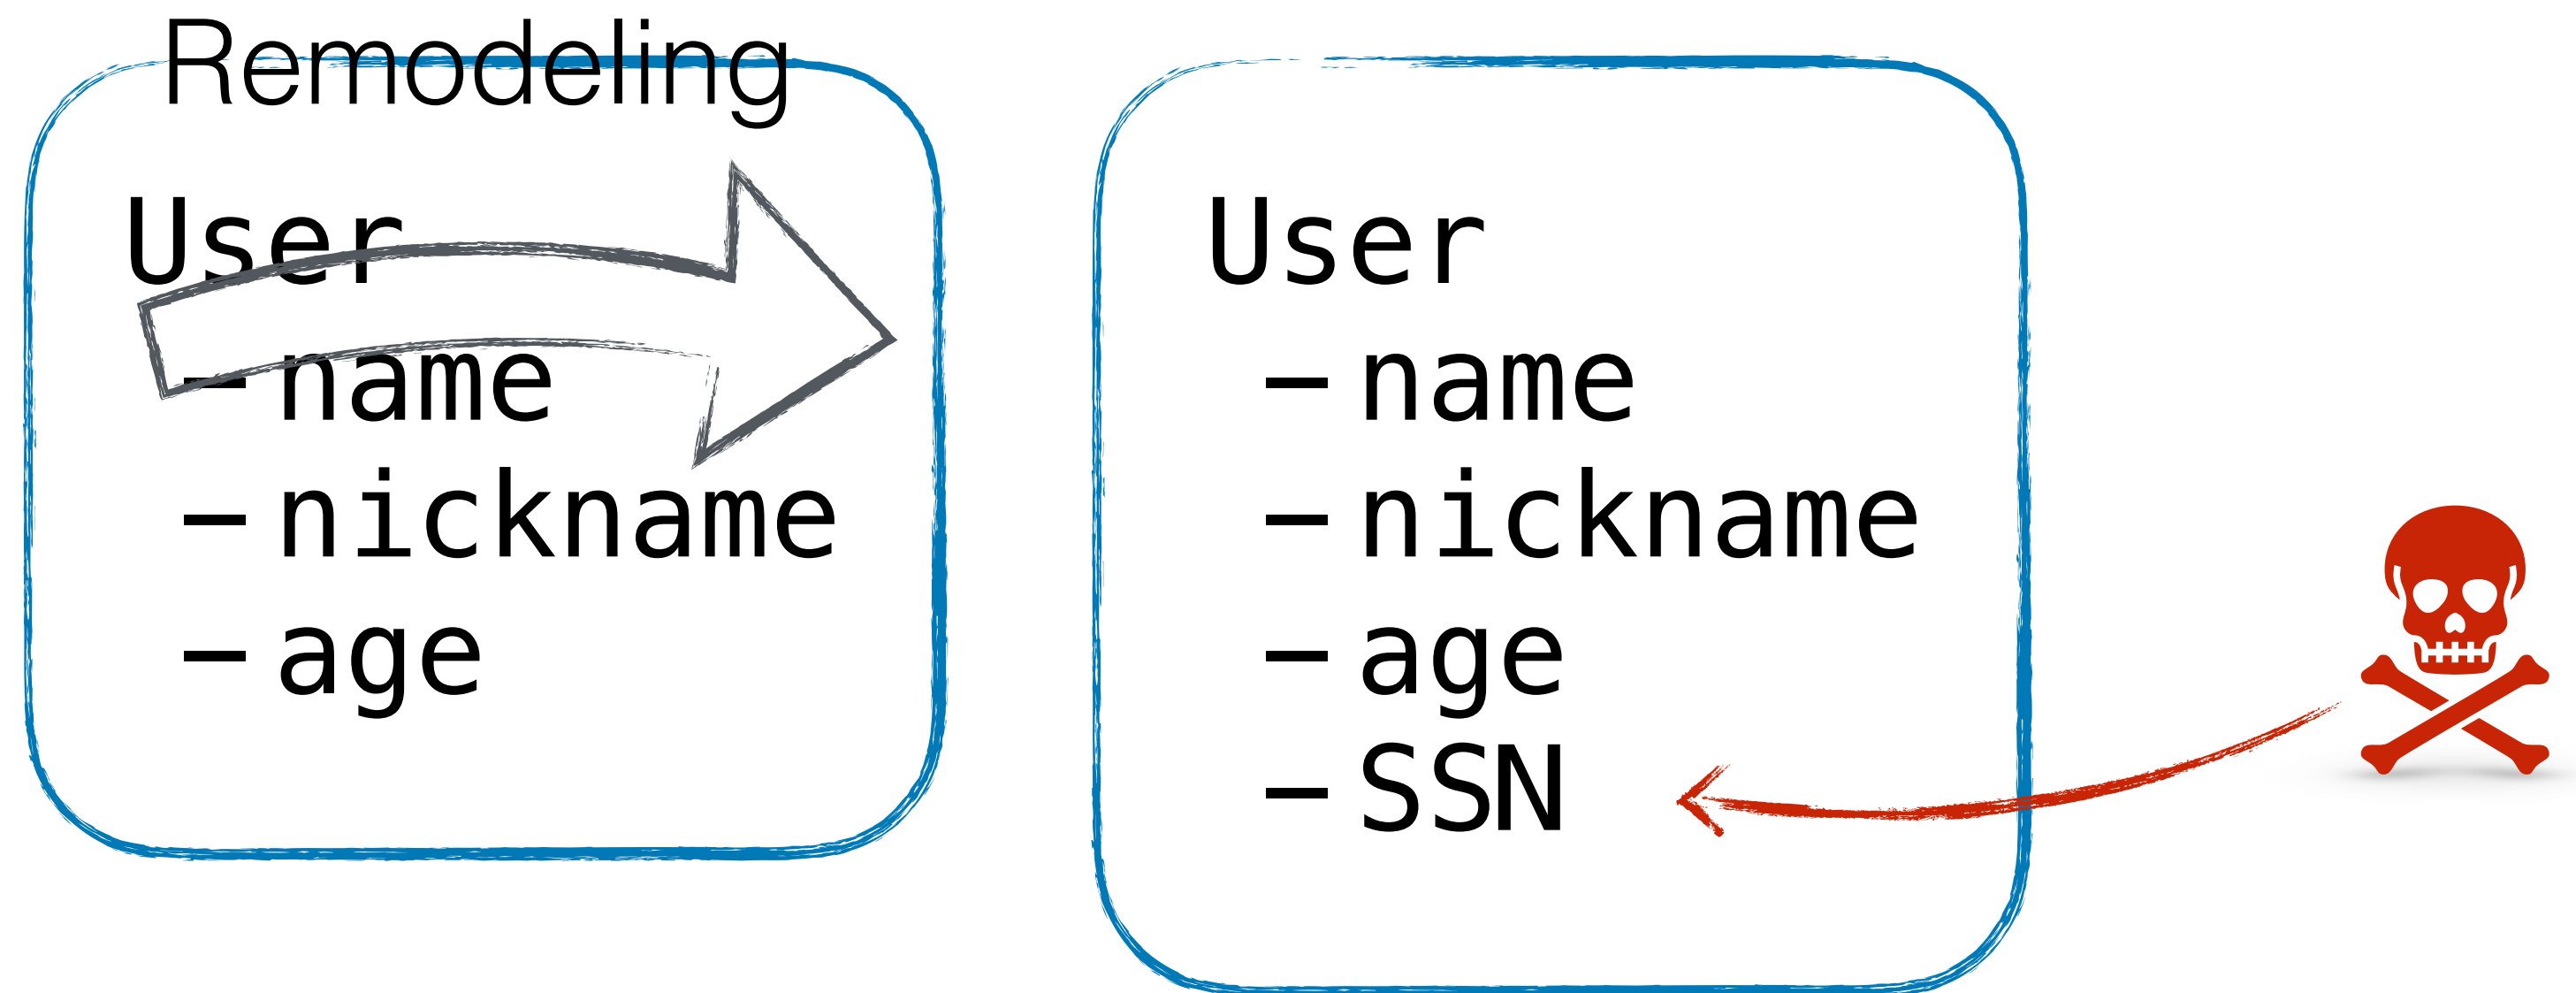 Remodeling
User
– name
– nickname
– age
User
– name
– nickname
– age
– SSN